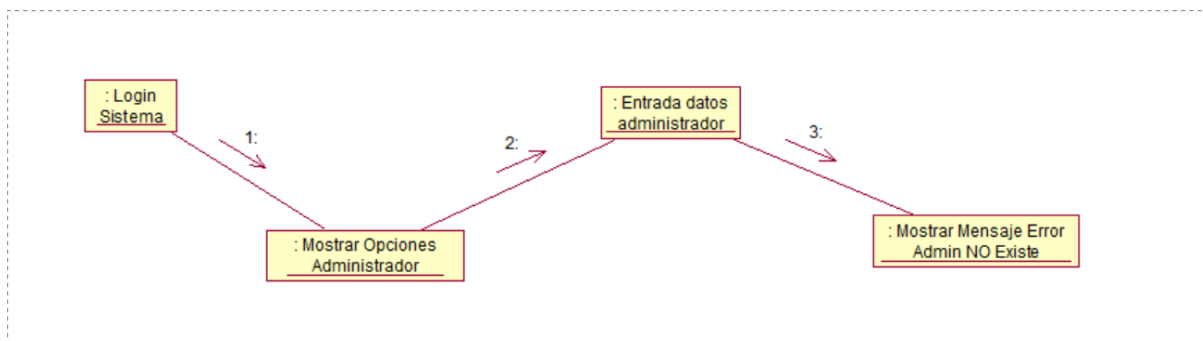 : Login
Sistema
1:
: Mostrar Opciones
Administrador
2:
: Entrada datos
administrador
3:
: Mostrar Mensaje Error
Admin NO Existe